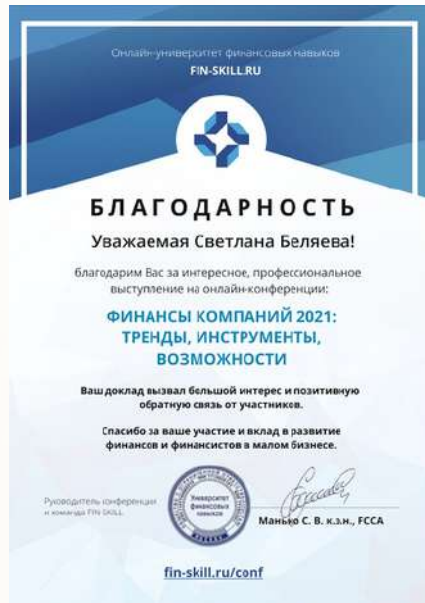 Онлайн-университет финансовых навыков
FIN-SKILL.RU
БЛАГОДАРНОСТЬ
Уважаемая Светлана Беляева!
благодарим Вас за интересное, профессиональное
выступление на онлайн-конференции:
ФИНАНСЫ КОМПАНИЙ 2021:
ТРЕНДЫ, ИНСТРУМЕНТЫ,
ВОЗМОЖНОСТИ
Ваш доклад вызвал большой интерес и позитивную
обратную связь от участников.
Спасибо за ваше участие и вклад в развитие
финансов и финансистов в малом бизнесе.
Руководитель конференции
и команда FIN-SKILL
Университет
финансовых
навыков
Манько С. В. к.э.н., FCCA
fin-skill.ru/conf